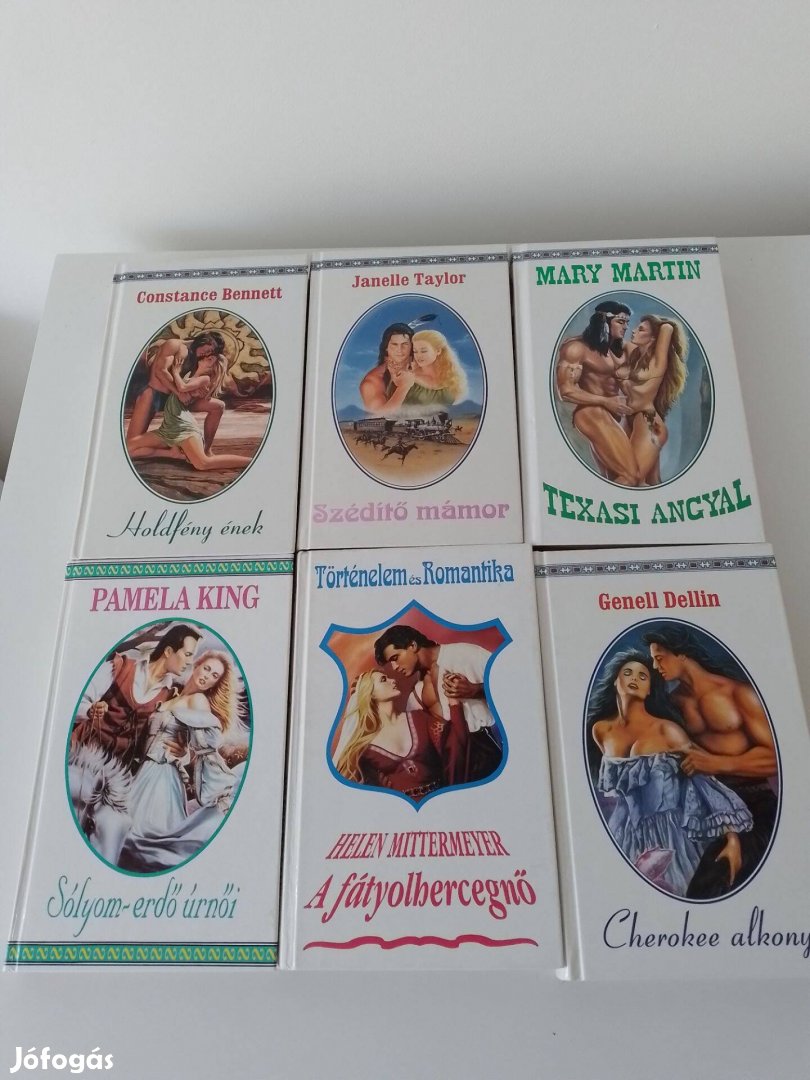 Constance Bennett
Holdfény ének
Janelle Taylor
Szédítő mámor
MARY MARTIN
TEXASI ANGYAL
PAMELA KING
Sólyom-erdő úrnői
Történelem és Romantika
HELEN MITTERMEYER
A fátyolhercegnő
Genell Dellin
Cherokee alkony
Jófogás